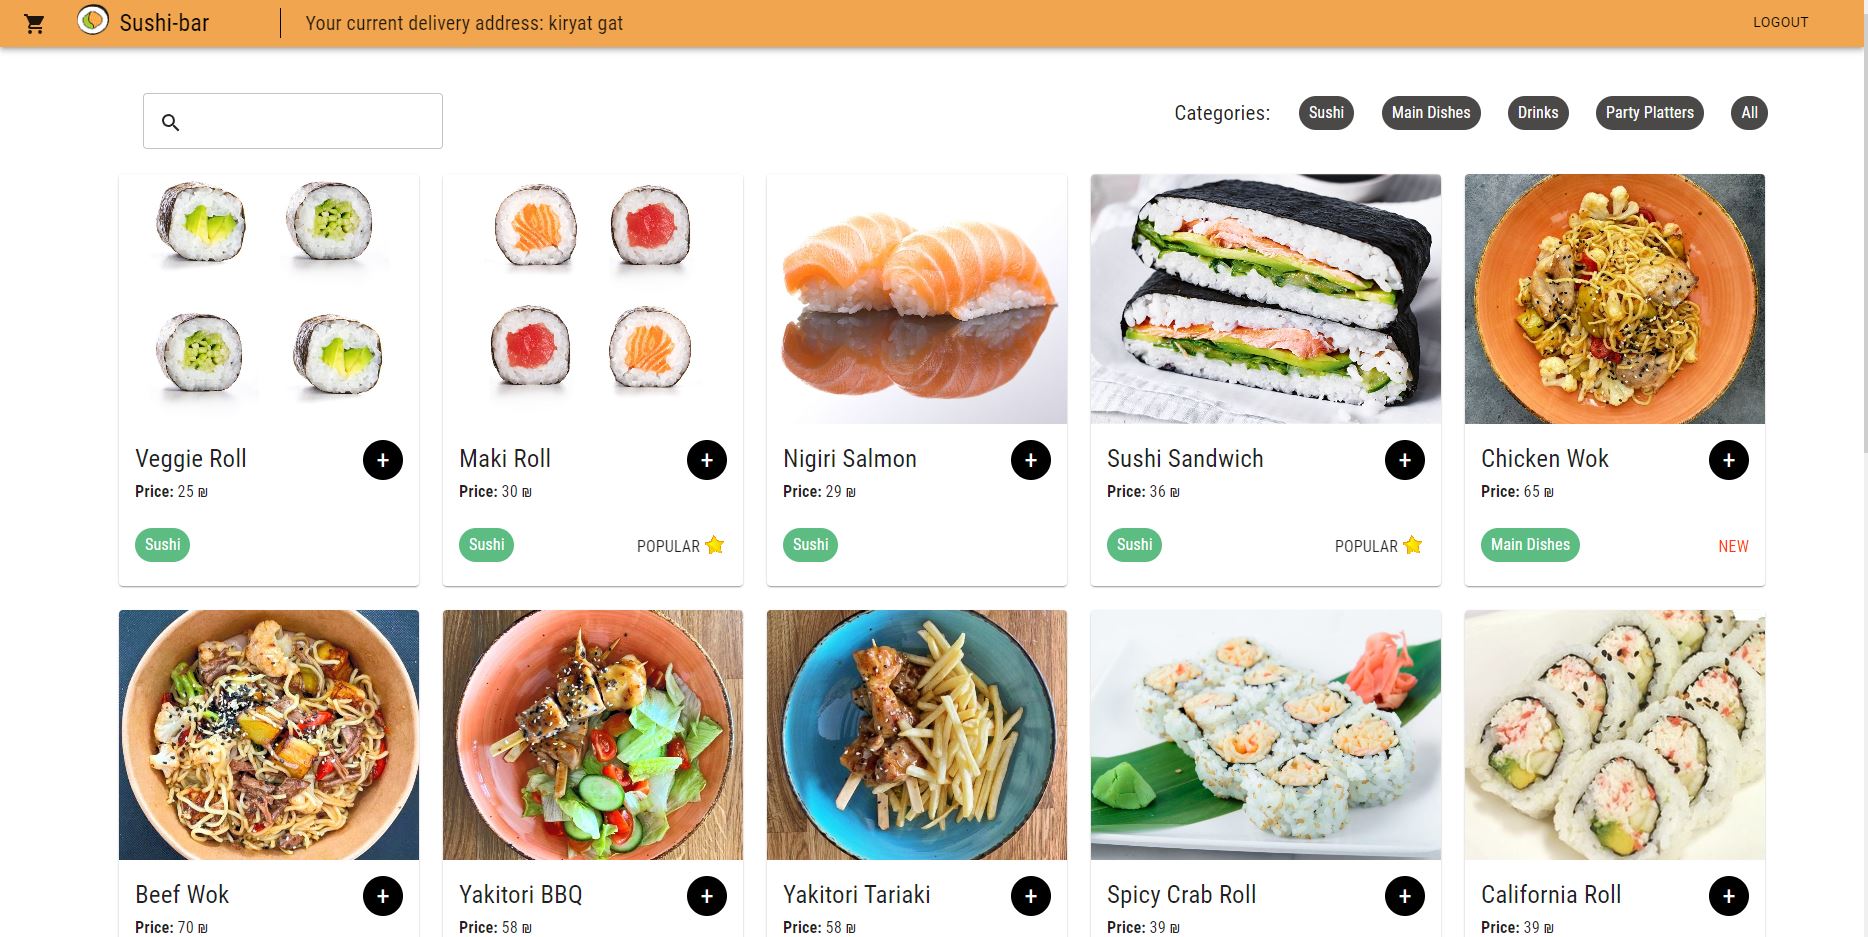 Sushi-bar
Your current delivery address: kiryat gat
LOGOUT
Categories:
Sushi
Main Dishes
Drinks
Party Platters
All
Veggie Roll
+
Price: 25 ₪
Sushi
Maki Roll
+
Price: 30 ₪
Sushi
POPULAR
Nigiri Salmon
+
Price: 29 ₪
Sushi
Sushi Sandwich
+
Price: 36 ₪
Sushi
POPULAR
Chicken Wok
+
Price: 65 ₪
Main Dishes
NEW
Beef Wok
+
Price: 70 ₪
Yakitori BBQ
+
Price: 58 ₪
Yakitori Tariaki
+
Price: 58 ₪
Spicy Crab Roll
+
Price: 39 ₪
California Roll
+
Price: 39 ₪